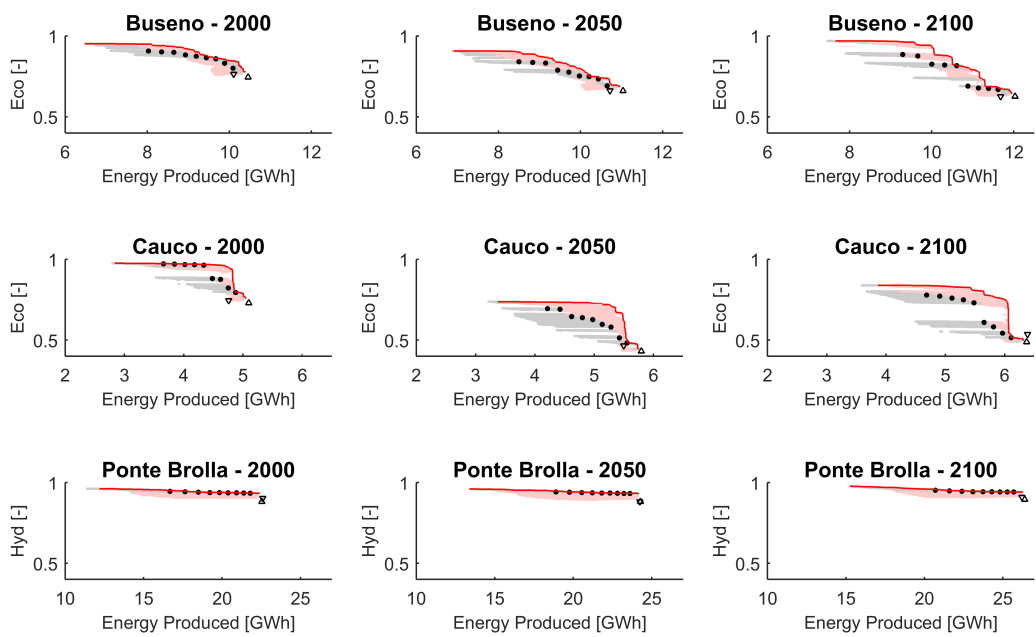 Buseno - 2000
Buseno - 2050
Buseno - 2100
1
0.5
Eco [-]
6 8 10 12
Energy Produced [GWh]
1
0.5
Eco [-]
6 8 10 12
Energy Produced [GWh]
1
0.5
Eco [-]
6 8 10 12
Energy Produced [GWh]
Cauco - 2000
Cauco - 2050
Cauco - 2100
1
0.5
Eco [-]
2 3 4 5 6
Energy Produced [GWh]
1
0.5
Eco [-]
2 3 4 5 6
Energy Produced [GWh]
1
0.5
Eco [-]
2 3 4 5 6
Energy Produced [GWh]
Ponte Brolla - 2000
Ponte Brolla - 2050
Ponte Brolla - 2100
1
0.5
Hyd [-]
10 15 20 25
Energy Produced [GWh]
1
0.5
Hyd [-]
10 15 20 25
Energy Produced [GWh]
1
0.5
Hyd [-]
10 15 20 25
Energy Produced [GWh]